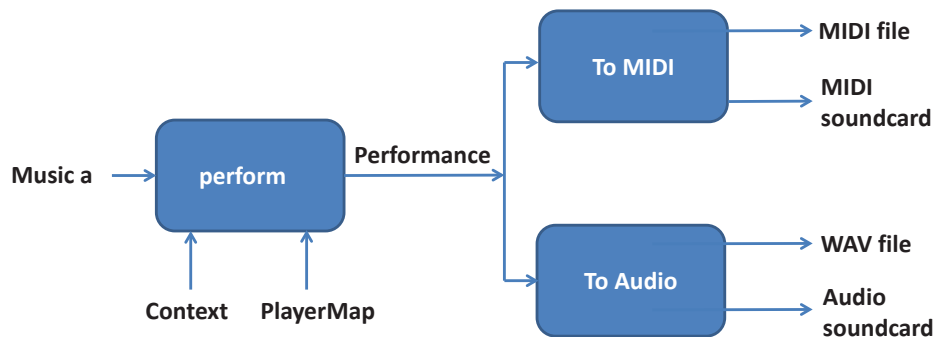 Music a
perform
Context
PlayerMap
Performance
To MIDI
MIDI file
MIDI
soundcard
To Audio
WAV file
Audio
soundcard